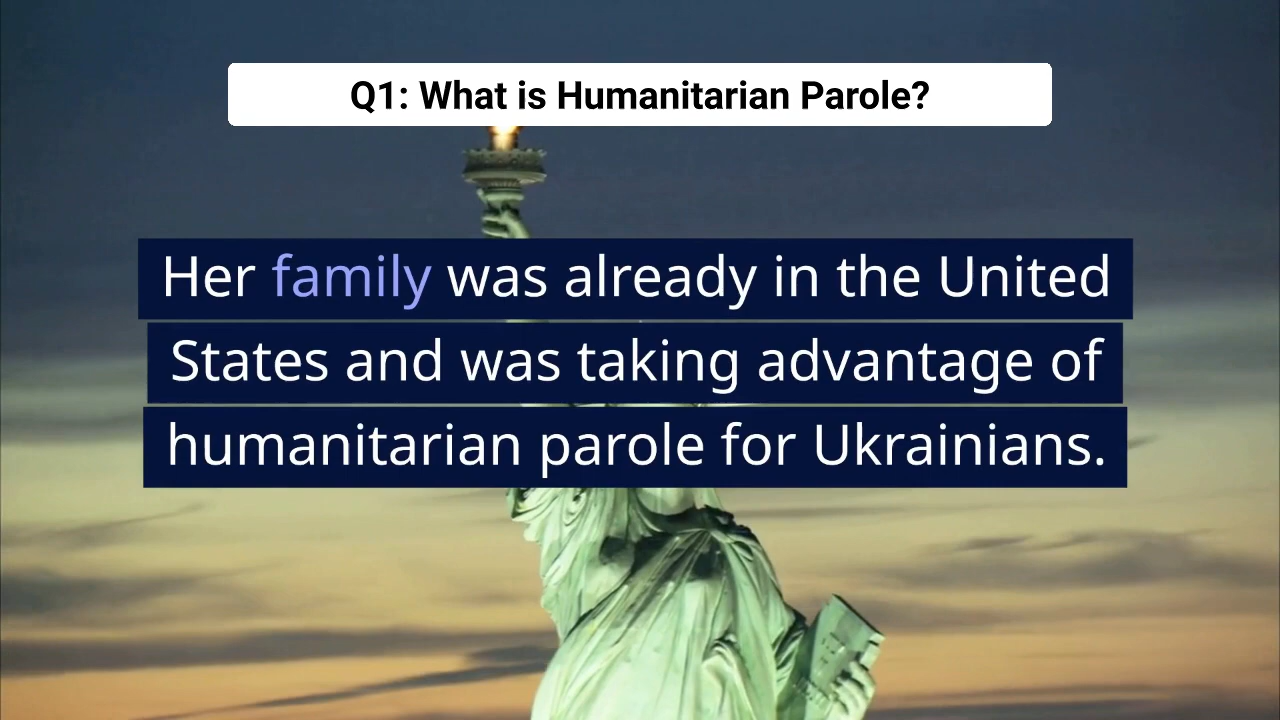 Q1: What is Humanitarian Parole?
Her family was already in the United
States and was taking advantage of
humanitarian parole for Ukrainians.